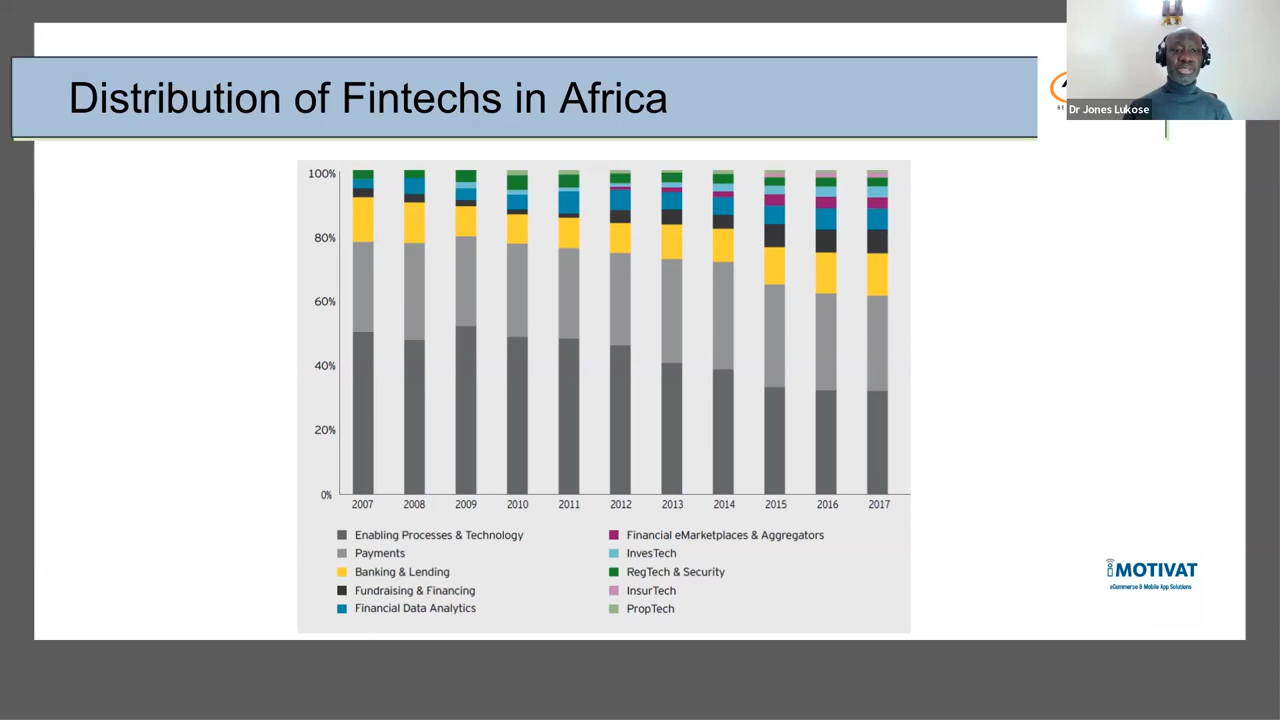 Distribution of Fintechs in Africa
Dr Jones Lukose
100%
80%
60%
40%
20%
0%
2007 2008 2009 2010 2011 2012 2013 2014 2015 2016 2017
Enabling Processes & Technology
Payments
Banking & Lending
Fundraising & Financing
Financial Data Analytics
Financial eMarketplaces & Aggregators
InvesTech
RegTech & Security
InsurTech
PropTech
MOTIVAT
eCommerce & Mobile App Solutions